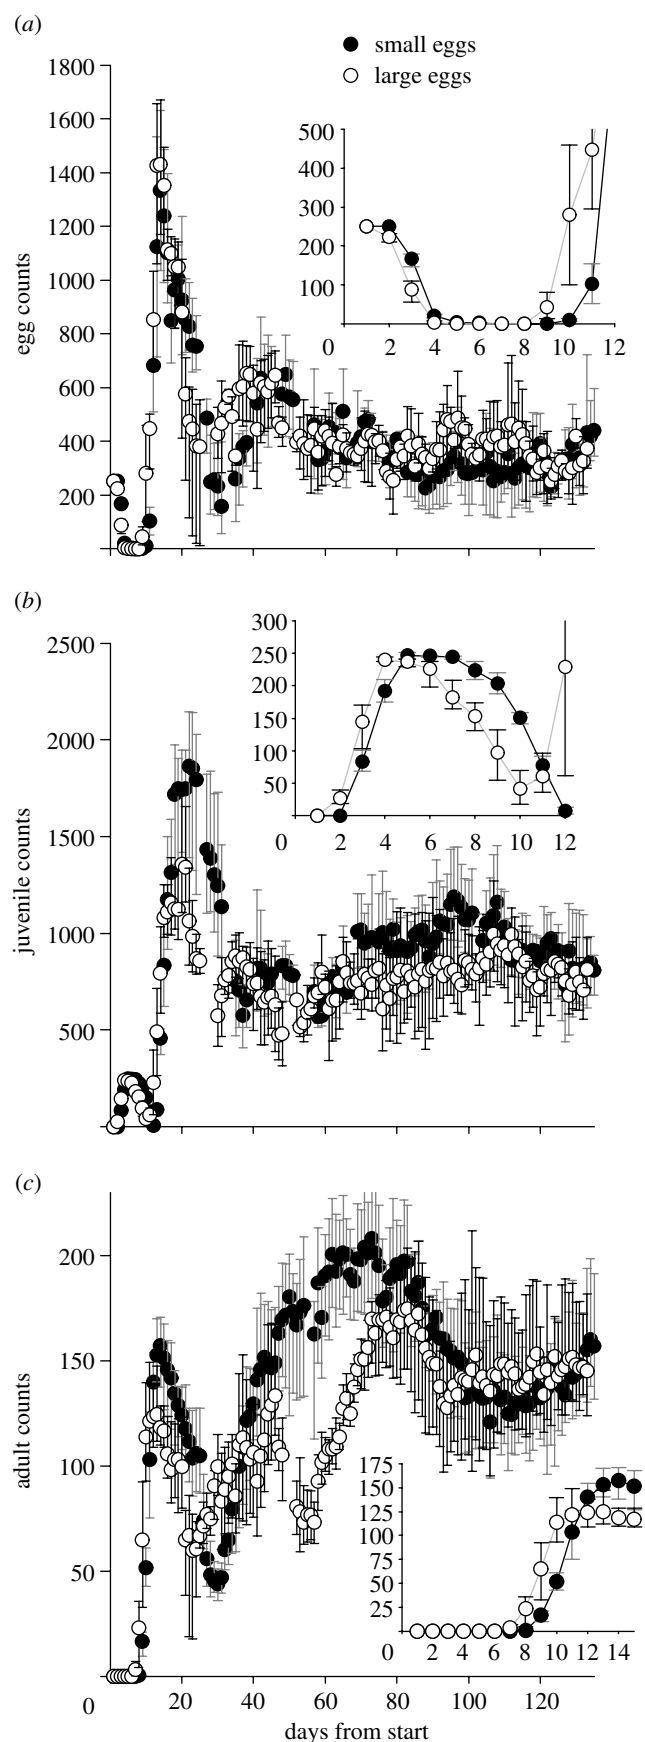 (a)
small eggs
large eggs
1800
1600
1400
1200
1000
800
600
400
200
egg counts
500
400
300
200
100
0 2 4 6 8 10 12
(b)
2500
2000
1500
1000
500
juvenile counts
300
250
200
150
100
50
0 2 4 6 8 10 12
(c)
200
150
100
50
adult counts
175
150
125
100
75
50
25
0 2 4 6 8 10 12 14
0 20 40 60 80 100 120
days from start